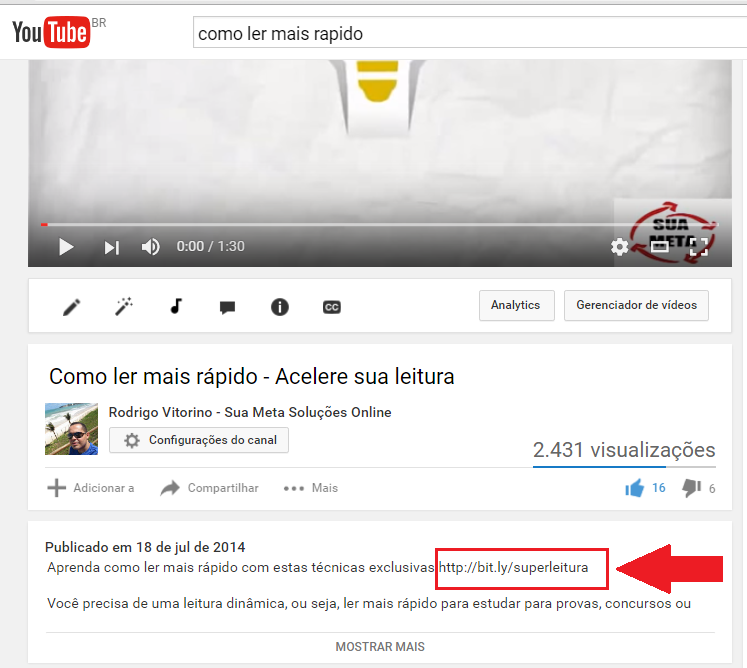 YouTube BR
como ler mais rapido
SUA
META
0:00 / 1:30
CC
Analytics
Gerenciador de vídeos
Como ler mais rápido - Acelere sua leitura
Rodrigo Vitorino - Sua Meta Soluções Online
Configurações do canal
2.431 visualizações
Adicionar a
Compartilhar
Mais
16
6
Publicado em 18 de jul de 2014
Aprenda como ler mais rápido com estas técnicas exclusivas http://bit.ly/superleitura
Você precisa de uma leitura dinâmica, ou seja, ler mais rápido para estudar para provas, concursos ou
MOSTRAR MAIS